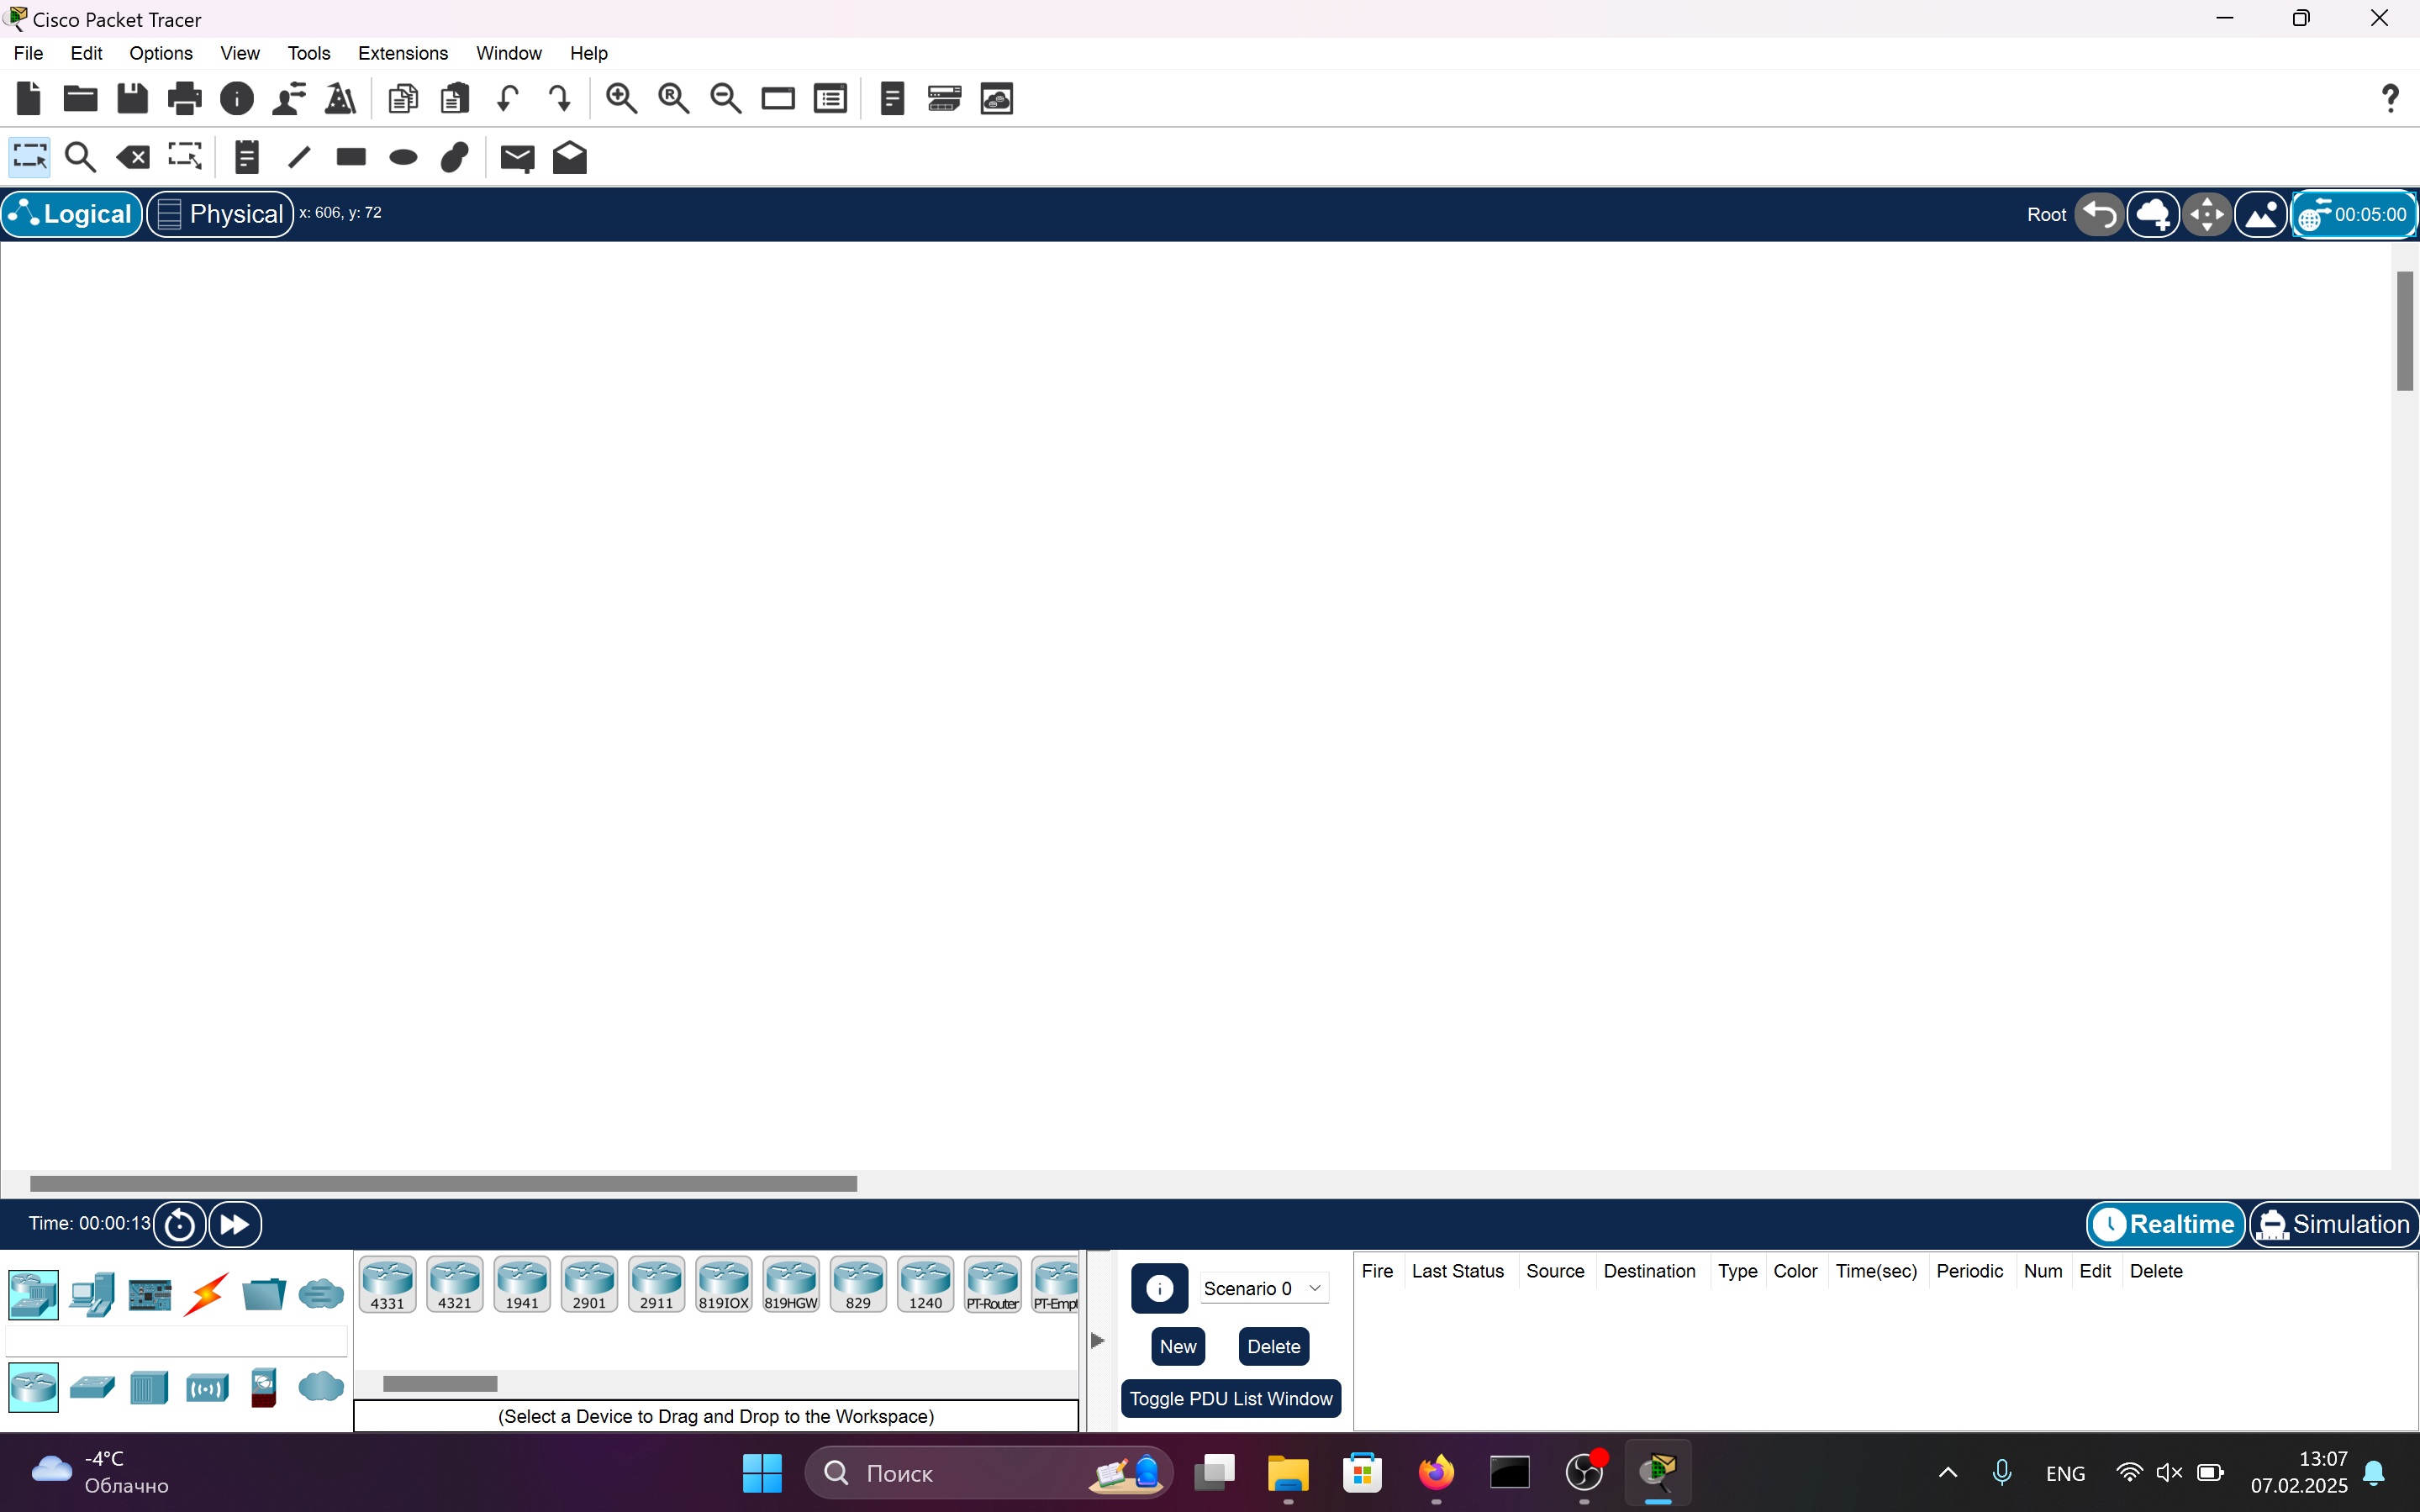 Cisco Packet Tracer
File Edit Options View Tools Extensions Window Help
Logical Physical x: 606, y: 72 Root 00:05:00
Time: 00:00:13 Realtime Simulation
4331 4321 1941 2901 2911 819IOX 819HGW 829 1240 PT-Router PT-Empt
Scenario 0
New Delete
Toggle PDU List Window
Fire Last Status Source Destination Type Color Time(sec) Periodic Num Edit Delete
(Select a Device to Drag and Drop to the Workspace)
-4°C
Облачно
Поиск
ENG
13:07
07.02.2025